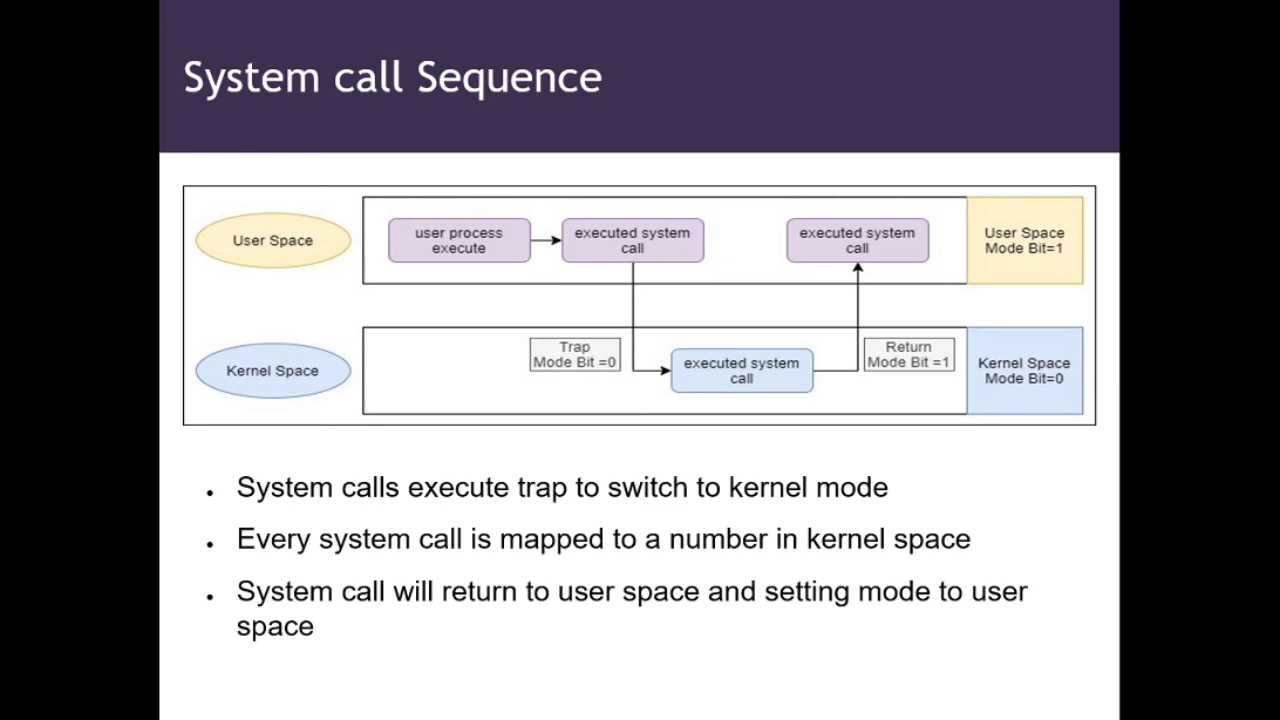 System call Sequence
User Space
user process
execute
executed system
call
executed system
call
User Space
Mode Bit=1
Kernel Space
Trap
Mode Bit =0
executed system
call
Return
Mode Bit =1
Kernel Space
Mode Bit=0
• System calls execute trap to switch to kernel mode
• Every system call is mapped to a number in kernel space
• System call will return to user space and setting mode to user
space